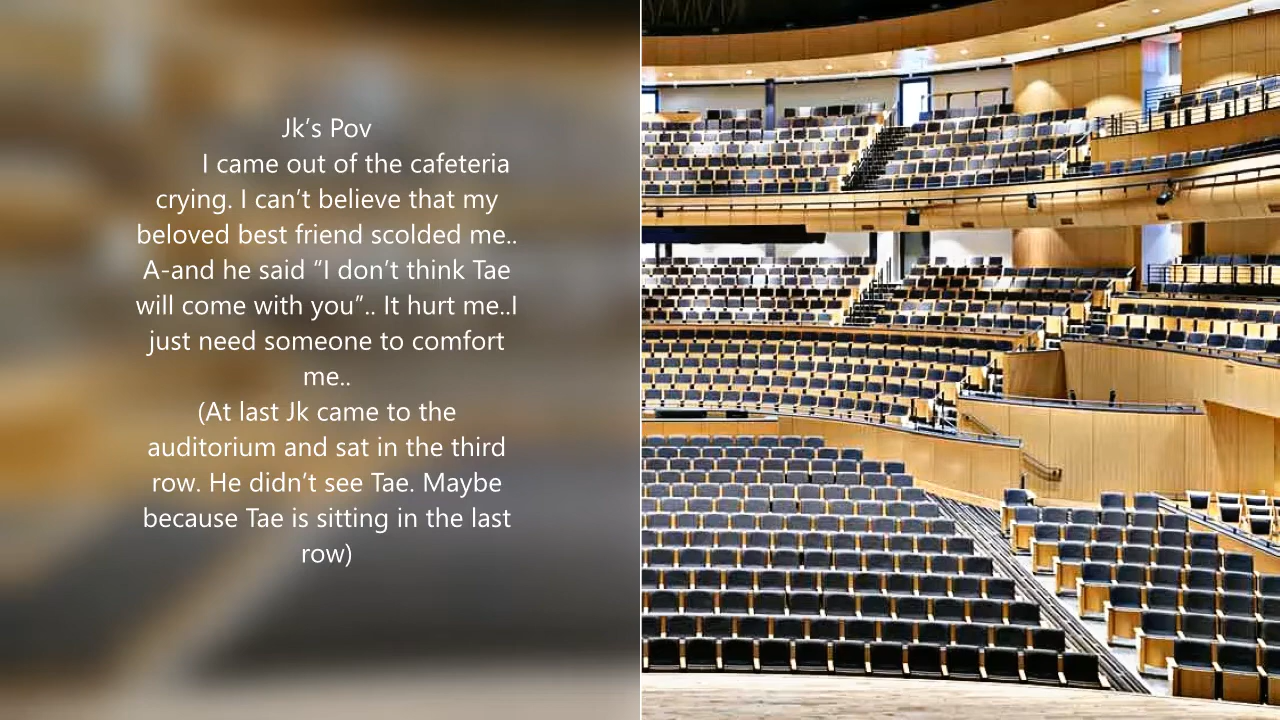 Jk’s Pov
I came out of the cafeteria
crying. I can’t believe that my
beloved best friend scolded me..
A-and he said “I don’t think Tae
will come with you”.. It hurt me..I
just need someone to comfort
me..
(At last Jk came to the
auditorium and sat in the third
row. He didn’t see Tae. Maybe
because Tae is sitting in the last
row)